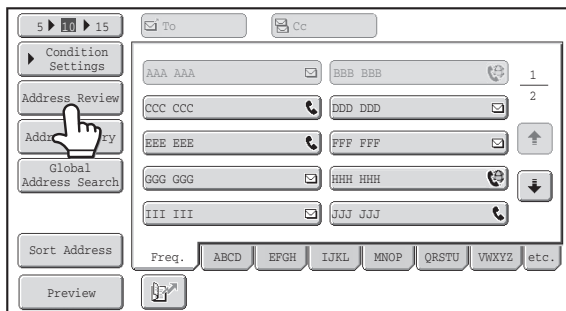 5 10 15
To
Cc
Condition
Settings
Address Review
Addr ry
Global
Address Search
Sort Address
Preview
AAA AAA
BBB BBB
CCC CCC
DDD DDD
EEE EEE
FFF FFF
GGG GGG
HHH HHH
III III
JJJ JJJ
1
2
Freq.
ABCD
EFGH
IJKL
MNOP
QRSTU
VWXYZ
etc.